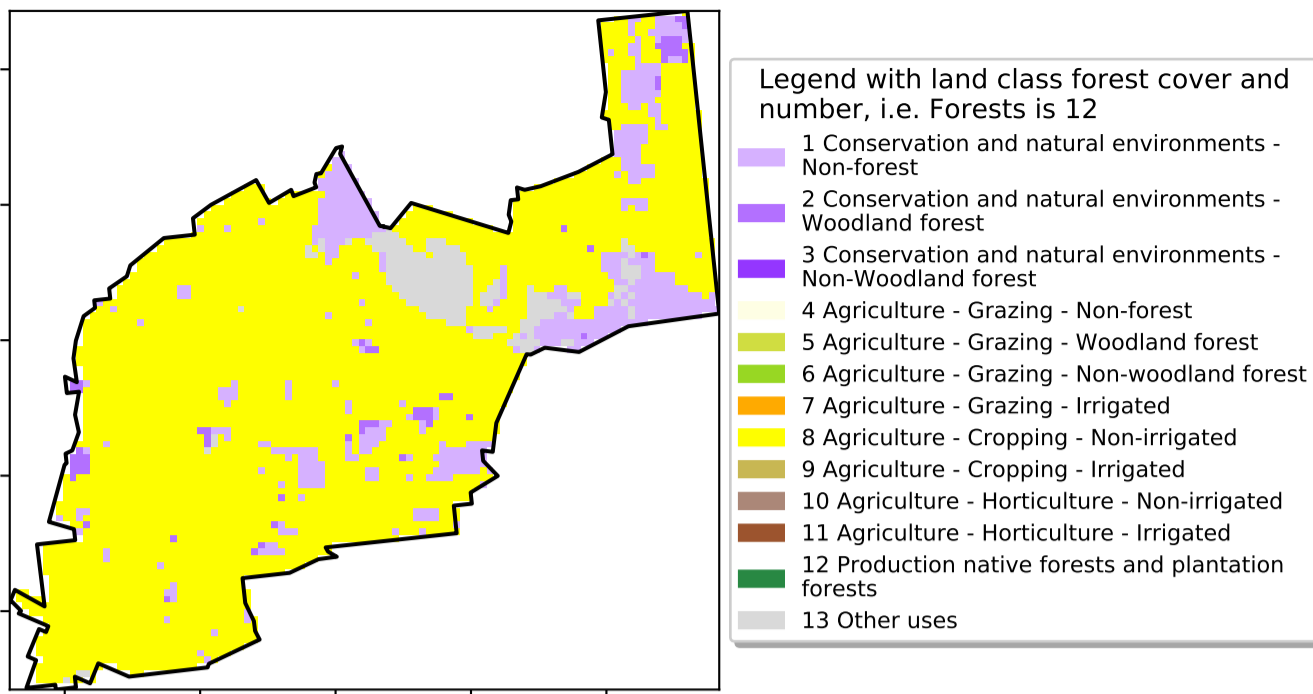 Legend with land class forest cover and
number, i.e. Forests is 12
1 Conservation and natural environments -
Non-forest
2 Conservation and natural environments -
Woodland forest
3 Conservation and natural environments -
Non-Woodland forest
4 Agriculture - Grazing - Non-forest
5 Agriculture - Grazing - Woodland forest
6 Agriculture - Grazing - Non-woodland forest
7 Agriculture - Grazing - Irrigated
8 Agriculture - Cropping - Non-irrigated
9 Agriculture - Cropping - Irrigated
10 Agriculture - Horticulture - Non-irrigated
11 Agriculture - Horticulture - Irrigated
12 Production native forests and plantation
forests
13 Other uses